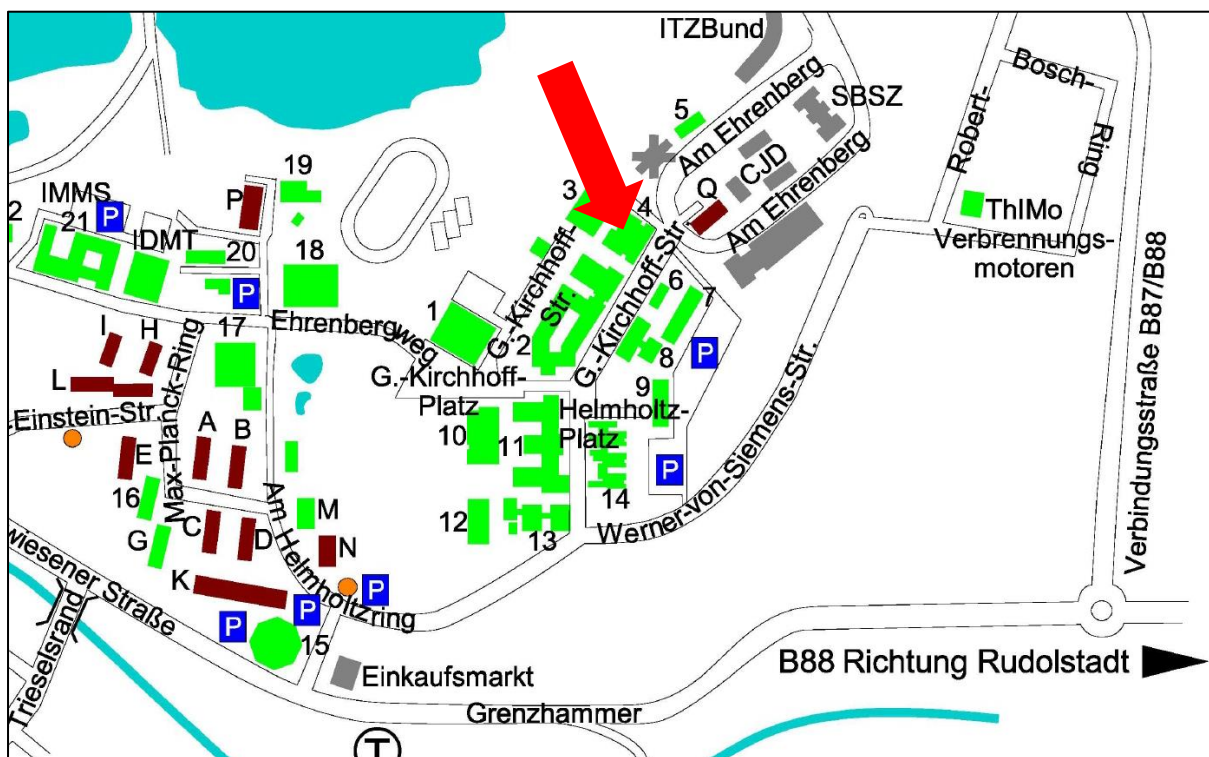 ITZBund
Bosch-
SBSZ
5
Am Ehrenberg
Robert-
Ring
CJD
19
IMMS
P
P
3
4
Q
Am Ehrenberg
ThIMo
2
21
IDMT
20
18
G.-Kirchhoff-
Str.
G.-Kirchhoff-Str.
6
7
Verbrennungs-
motoren
P
1
I
H
17
Ehrenberg
weg
2
8
P
L
Max-Planck-Ring
G.-Kirchhoff-
Platz
9
Helmholtz-
Platz
Einstein-Str.
A
B
10
11
E
P
16
14
Werner-von-Siemens-Str.
Verbindungsstraße B87/B88
M
12
13
G
C
D
N
Am Helmholtzring
K
P
P
P
15
wiesener Straße
Trieselsrand
Einkaufsmarkt
B88 Richtung Rudolstadt
Grenzhammer
T